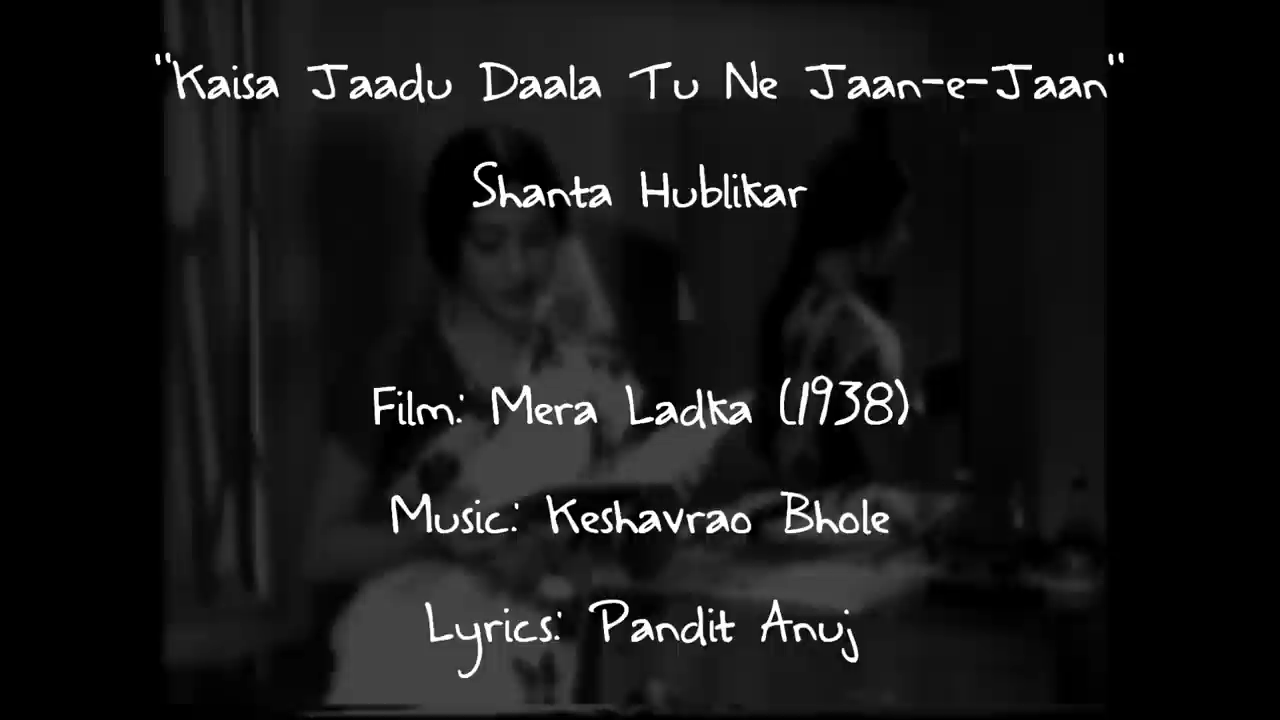 "Kaisa Jaadu Daala Tu Ne Jaan-e-Jaan"
Shanta Hublikar
Film: Mera Ladka (1938)
Music: Keshavrao Bhole
Lyrics: Pandit Anuj